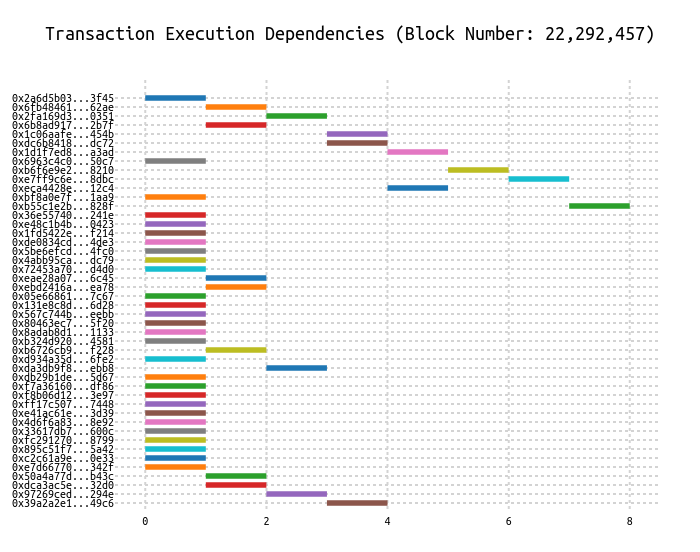 Transaction Execution Dependencies (Block Number: 22,292,457)
0x2a6d5b03...3f45
0x6fb48461...62ae
0x2fa169d3...0351
0x6b8ad917...2b7f
0x1c06aafe...454b
0xdc6b8418...dc72
0x1d1f7ed8...a3ad
0x6963c4c0...50c7
0xb6f6e9e2...8210
0xe7ff9c6e...8dbc
0xeca4428e...12c4
0xbf8a0e7f...1aa9
0xb55c1e2b...828f
0x36e55740...241e
0xe48c1b4b...0423
0x1fd5422e...f214
0xde0834cd...4de3
0x5be6efcd...4fc0
0x4abb95ca...dc79
0x72453a70...d4d0
0xeae28a07...6c45
0xebd2416a...ea78
0x05e66861...7c67
0x131e8c8d...6d28
0x567c744b...eebb
0x80463ec7...5f20
0x8adab8d1...1133
0xb324d920...4581
0xb6726cb9...f228
0xd934a35d...6fe2
0xda3db9f8...ebb8
0xdb29b1de...5d67
0xf7a36160...df86
0xf8b06d12...3e97
0xff17c507...7448
0xe41ac61e...3d39
0x4d6f6a83...8e92
0x33617db7...600c
0xfc291270...8799
0x895c51f7...5a42
0xc2c61a9e...0e33
0xe7d66770...342f
0x50a4a77d...b43c
0xdca3ac5e...32d0
0x97269ced...294e
0x39a2a2e1...49c6
0 2 4 6 8